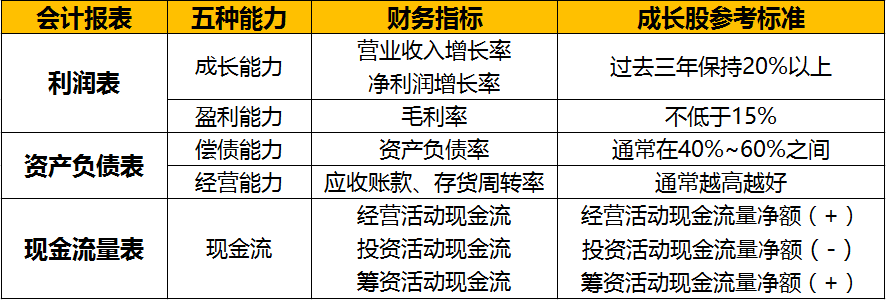 会计报表 五种能力 财务指标 成长股参考标准
利润表 成长能力 营业收入增长率 净利润增长率 过去三年保持20%以上
盈利能力 毛利率 不低于15%
资产负债表 偿债能力 资产负债率 通常在40%~60%之间
经营能力 应收账款、存货周转率 通常越高越好
现金流量表 现金流 经营活动现金流 经营活动现金流量净额（+）
投资活动现金流 投资活动现金流量净额（-）
筹资活动现金流 筹资活动现金流量净额（+）